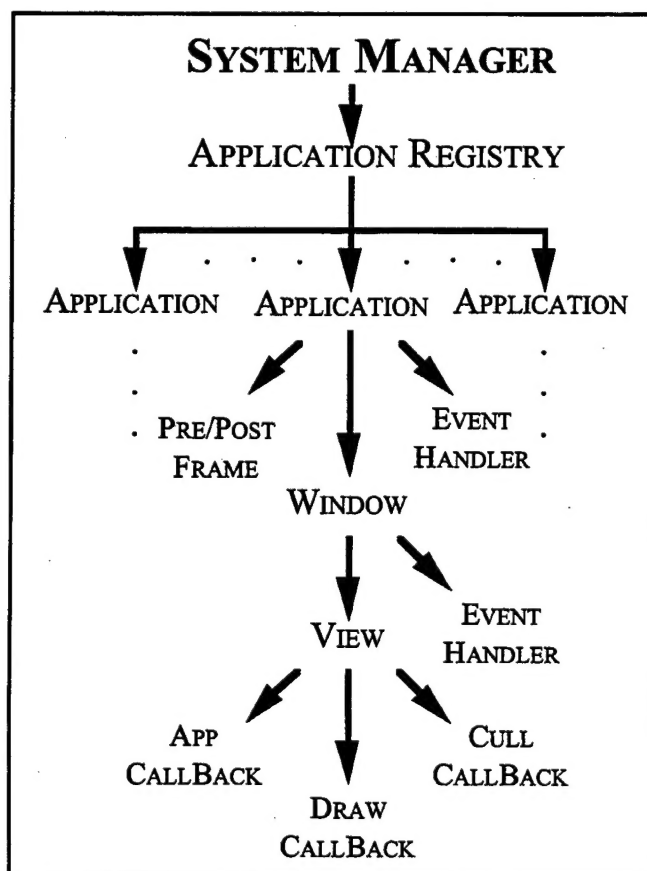 SYSTEM MANAGER
APPLICATION REGISTRY
APPLICATION APPLICATION APPLICATION
PRE/POST
FRAME
EVENT
HANDLER
WINDOW
EVENT
HANDLER
VIEW
APP
CALLBACK
CULL
CALLBACK
DRAW
CALLBACK